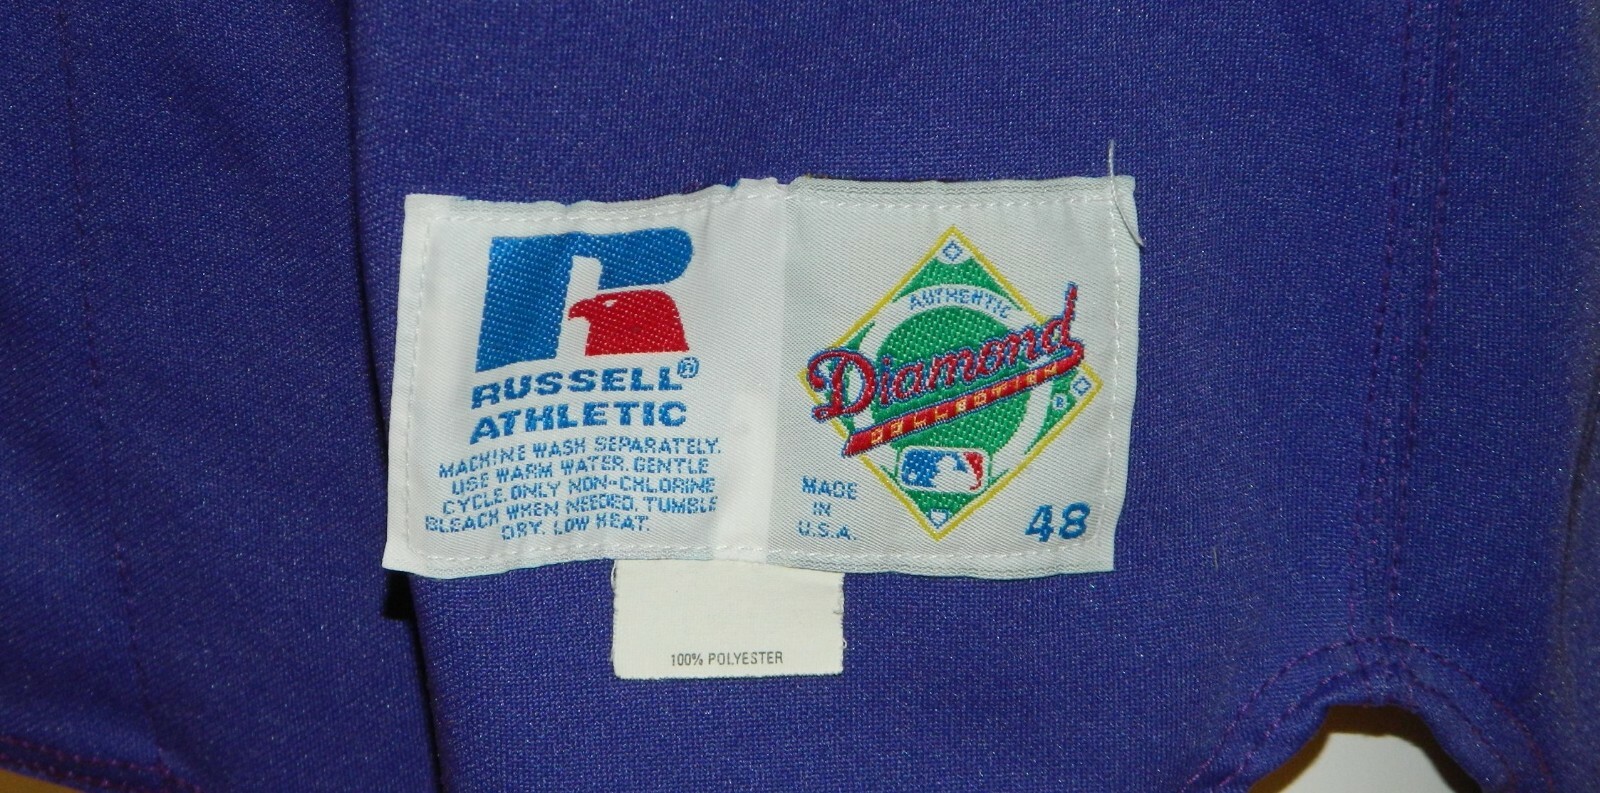 RUSSELL®
ATHLETIC
MACHINE WASH SEPARATELY.
USE WARM WATER. GENTLE
CYCLE. ONLY NON-CHLORINE
BLEACH WHEN NEEDED. TUMBLE
DRY. LOW HEAT.
AUTHENTIC
Diamond
COLLECTION
®
MADE
IN
U.S.A.
48
100% POLYESTER